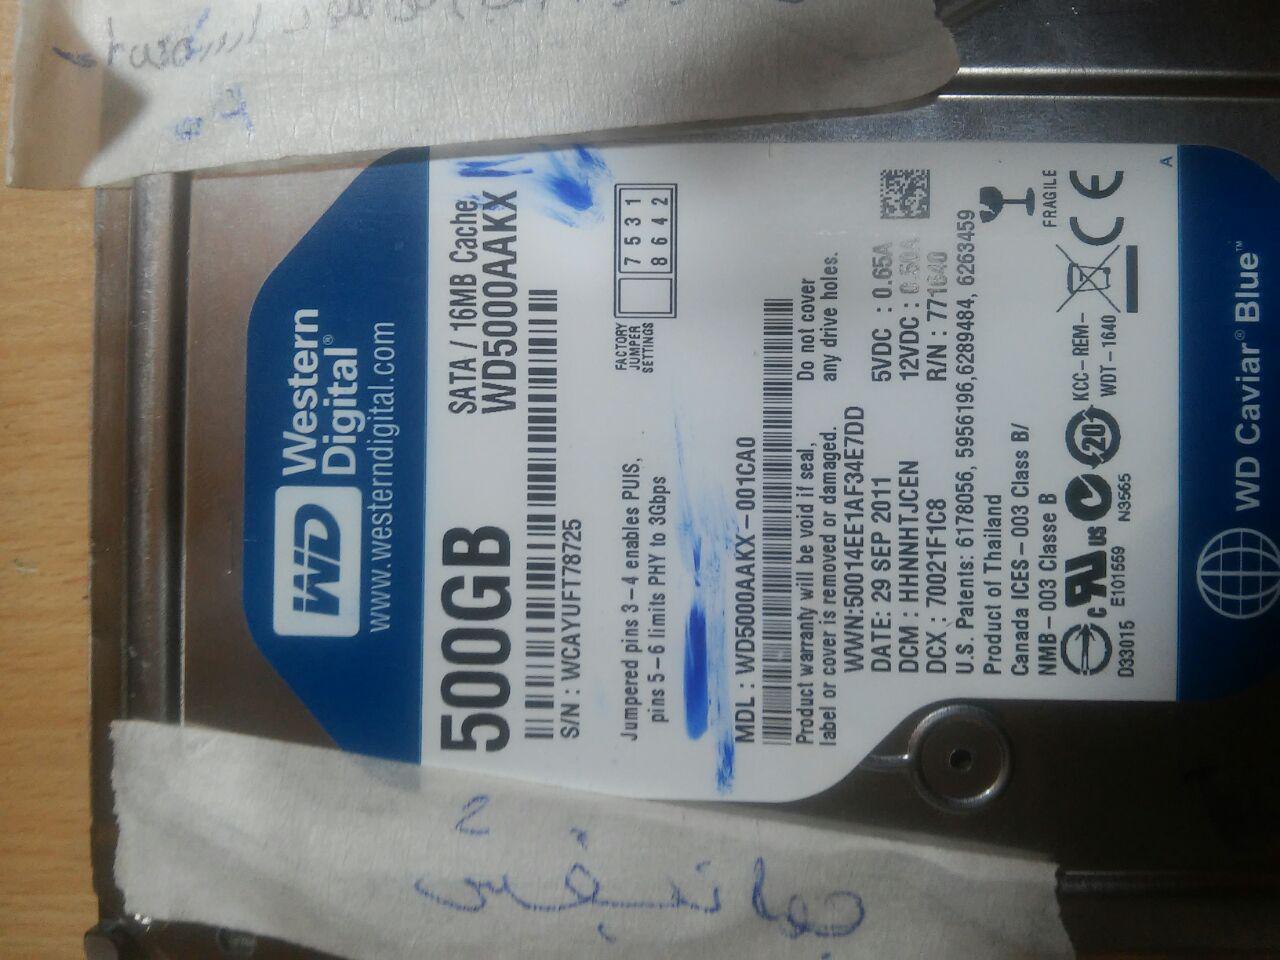 WD Western
Digital®
www.westerndigital.com
500GB
SATA / 16MB Cache
WD5000AAKX
S/N : WCAYUFT78725
Jumpered pins 3-4 enables PUIS,
pins 5-6 limits PHY to 3Gbps
FACTORY
JUMPER
SETTINGS
7 5 3 1
8 6 4 2
MDL : WD5000AAKX-001CA0
Product warranty will be void if seal,
label or cover is removed or damaged.
Do not cover
any drive holes.
WWN:50014EE1AF34E7DD
DATE: 29 SEP 2011
DCM : HHNNHTJCEN
DCX : 70021F1C8
5VDC : 0.65A
12VDC : 0.50A
R/N : 771640
U.S. Patents: 6178056, 5956196,6289484, 6263459
Product of Thailand
Canada ICES-003 Class B/
NMB-003 Classe B
D33015
E101559
N3565
20
KCC-REM-
WDT-1640
FRAGILE
CE
A
WD Caviar® Blue™